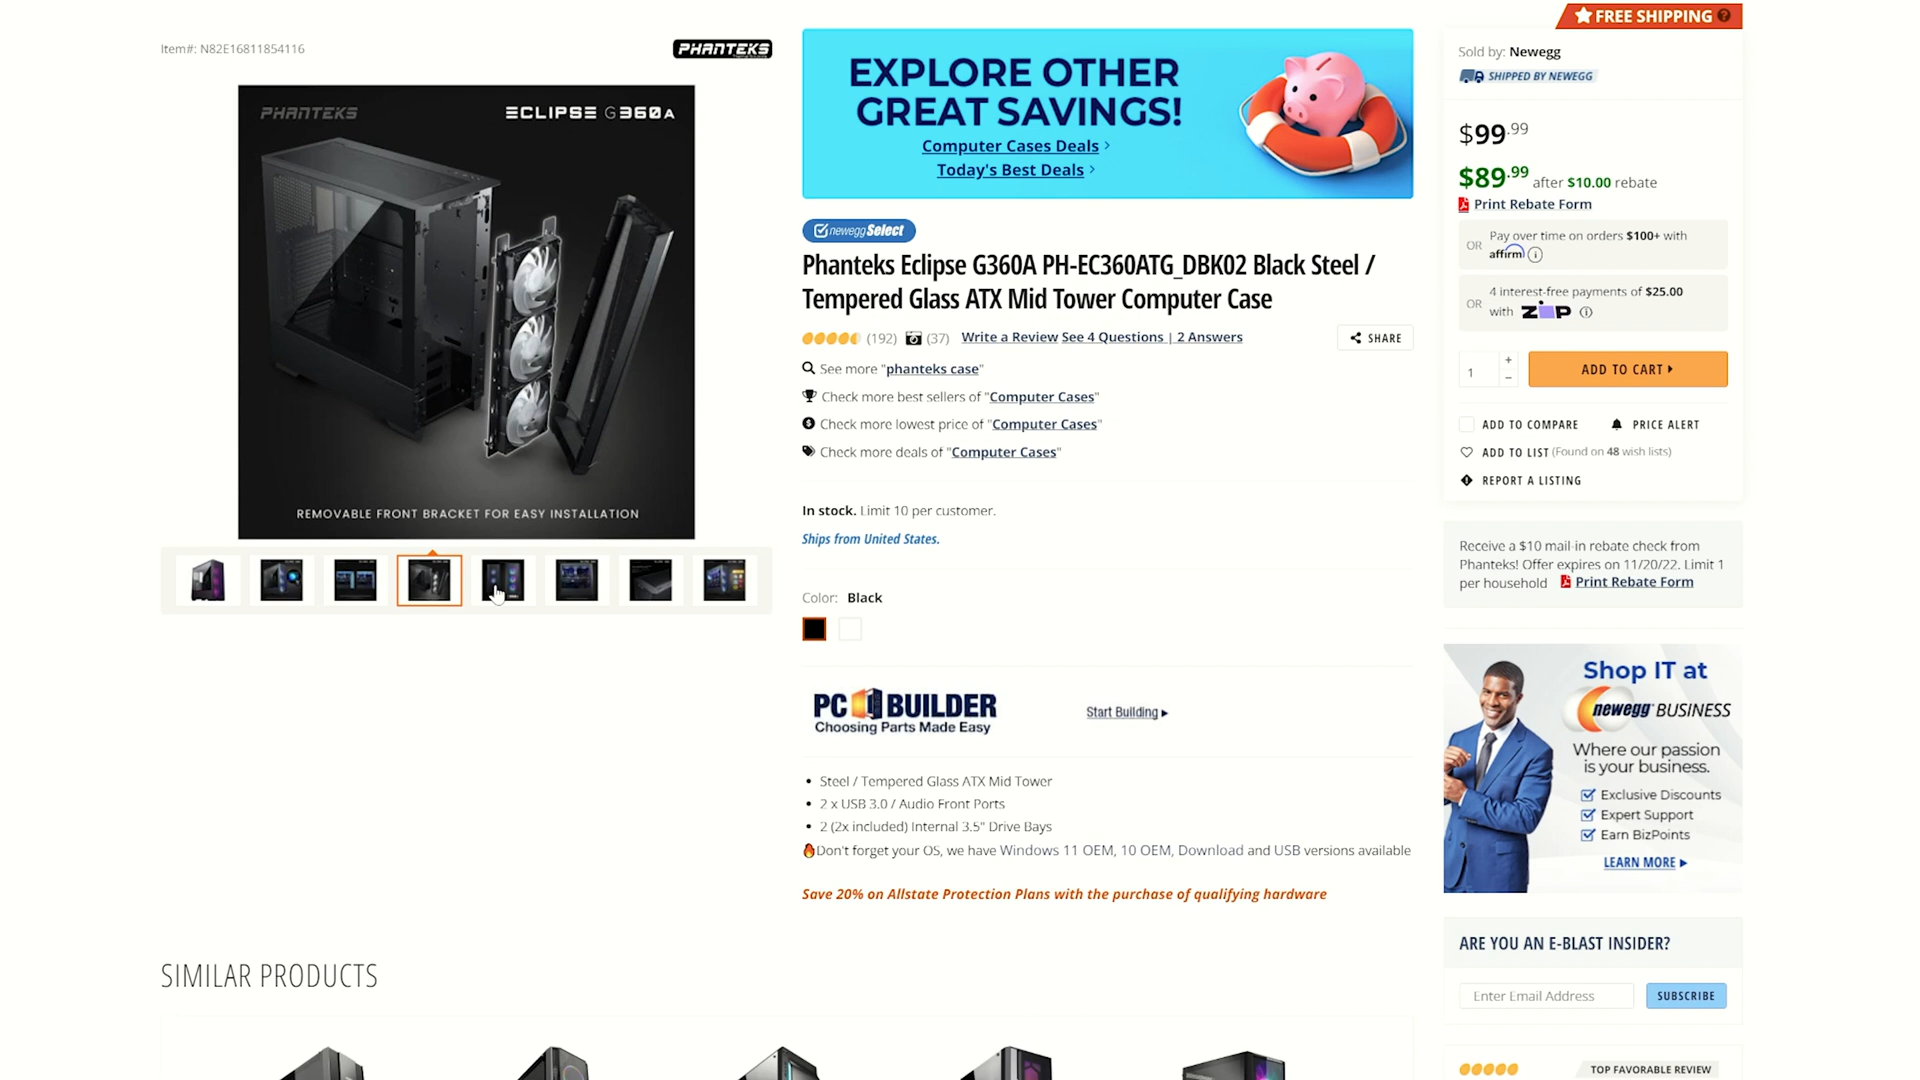 FREE SHIPPING ?
Item#: N82E16811854116
PHANTEKS
PHANTEKS
ECLIPSE G360A
REMOVABLE FRONT BRACKET FOR EASY INSTALLATION
EXPLORE OTHER
GREAT SAVINGS!
Computer Cases Deals
Today's Best Deals
newegg Select
Phanteks Eclipse G360A PH-EC360ATG_DBK02 Black Steel /
Tempered Glass ATX Mid Tower Computer Case
(192) (37) Write a Review See 4 Questions | 2 Answers
SHARE
See more "phanteks case"
Check more best sellers of "Computer Cases"
Check more lowest price of "Computer Cases"
Check more deals of "Computer Cases"
In stock. Limit 10 per customer.
Ships from United States.
Color: Black
PC BUILDER
Choosing Parts Made Easy
Start Building
• Steel / Tempered Glass ATX Mid Tower
• 2 x USB 3.0 / Audio Front Ports
• 2 (2x included) Internal 3.5" Drive Bays
Don't forget your OS, we have Windows 11 OEM, 10 OEM, Download and USB versions available
Save 20% on Allstate Protection Plans with the purchase of qualifying hardware
SIMILAR PRODUCTS
Sold by: Newegg
SHIPPED BY NEWEGG
$99.99
$89.99 after $10.00 rebate
Print Rebate Form
OR
Pay over time on orders $100+ with
affirm i
OR
4 interest-free payments of $25.00
with ZIP i
1 + −
ADD TO CART
ADD TO COMPARE
PRICE ALERT
ADD TO LIST (Found on 48 wish lists)
REPORT A LISTING
Receive a $10 mail-in rebate check from
Phanteks! Offer expires on 11/20/22. Limit 1
per household Print Rebate Form
Shop IT at
newegg BUSINESS
Where our passion
is your business.
Exclusive Discounts
Expert Support
Earn BizPoints
LEARN MORE
ARE YOU AN E-BLAST INSIDER?
Enter Email Address
SUBSCRIBE
TOP FAVORABLE REVIEW